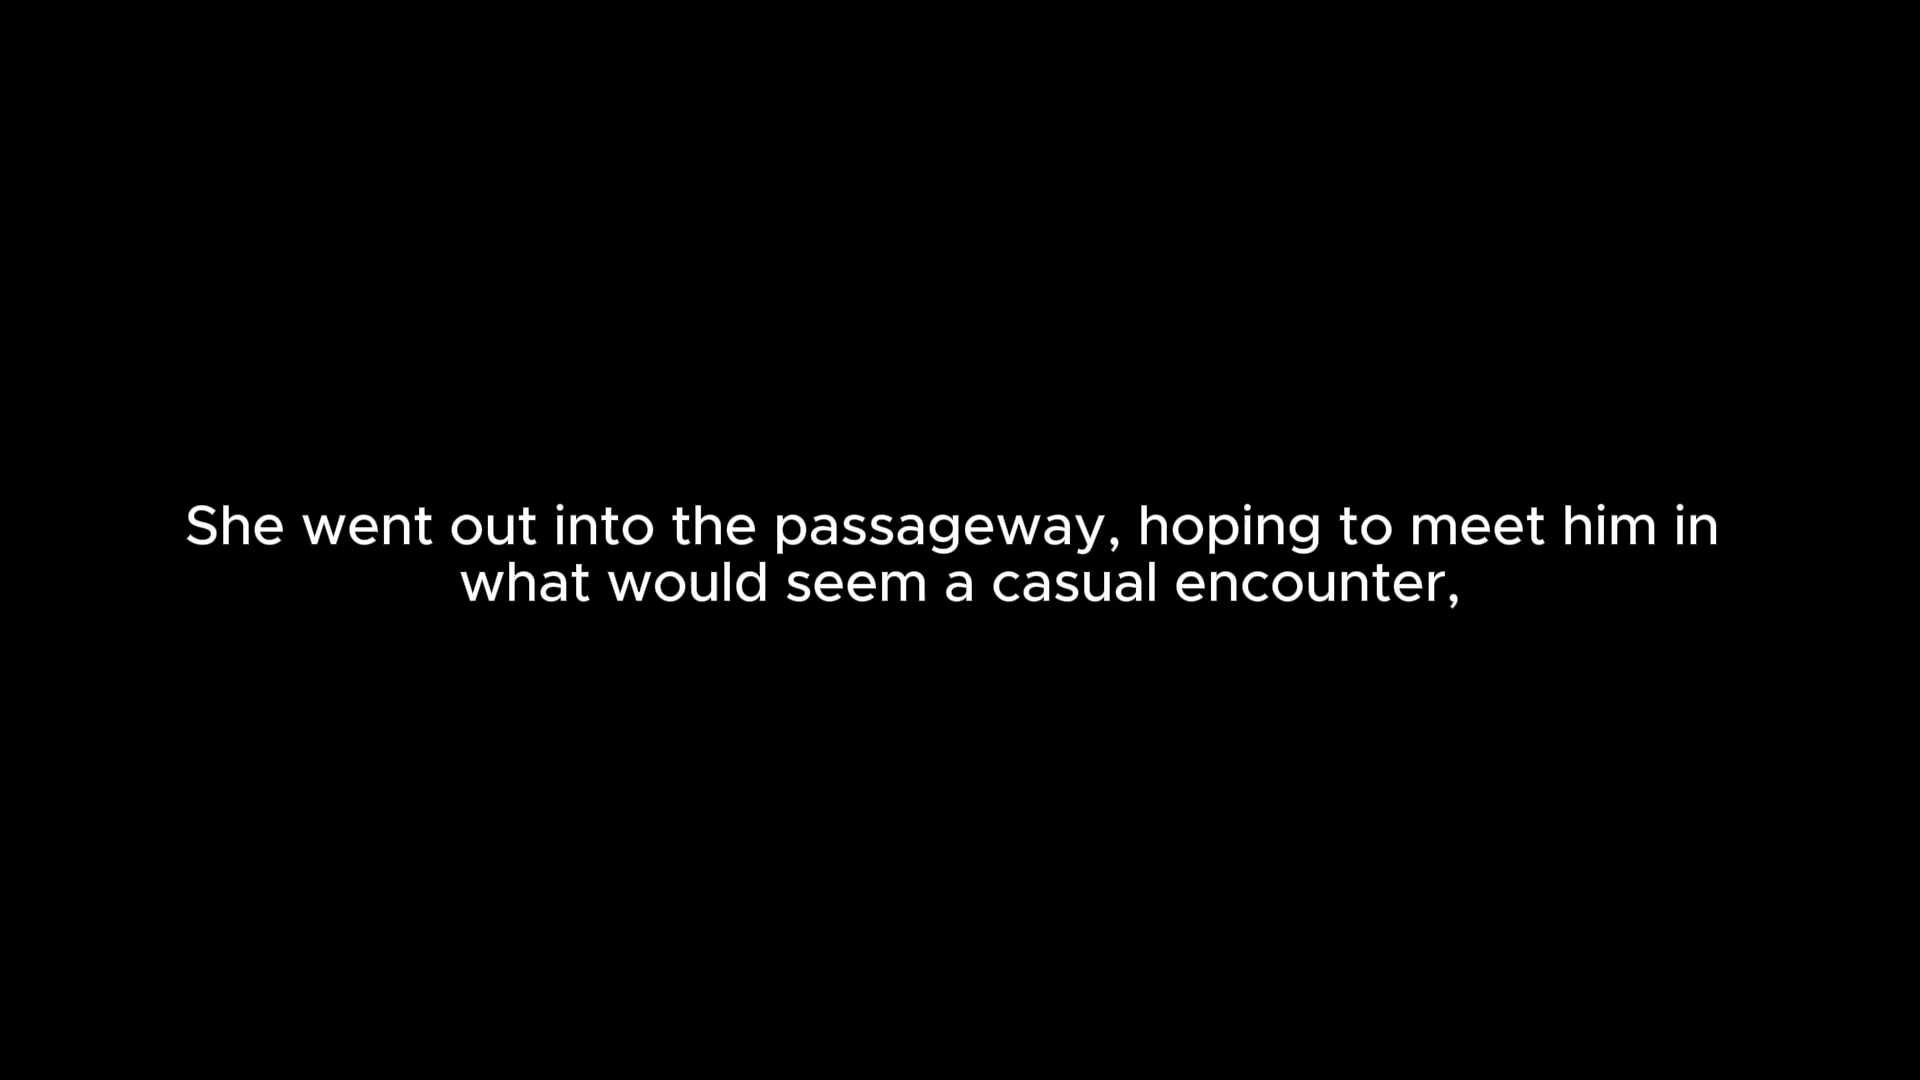 She went out into the passageway, hoping to meet him in
what would seem a casual encounter,